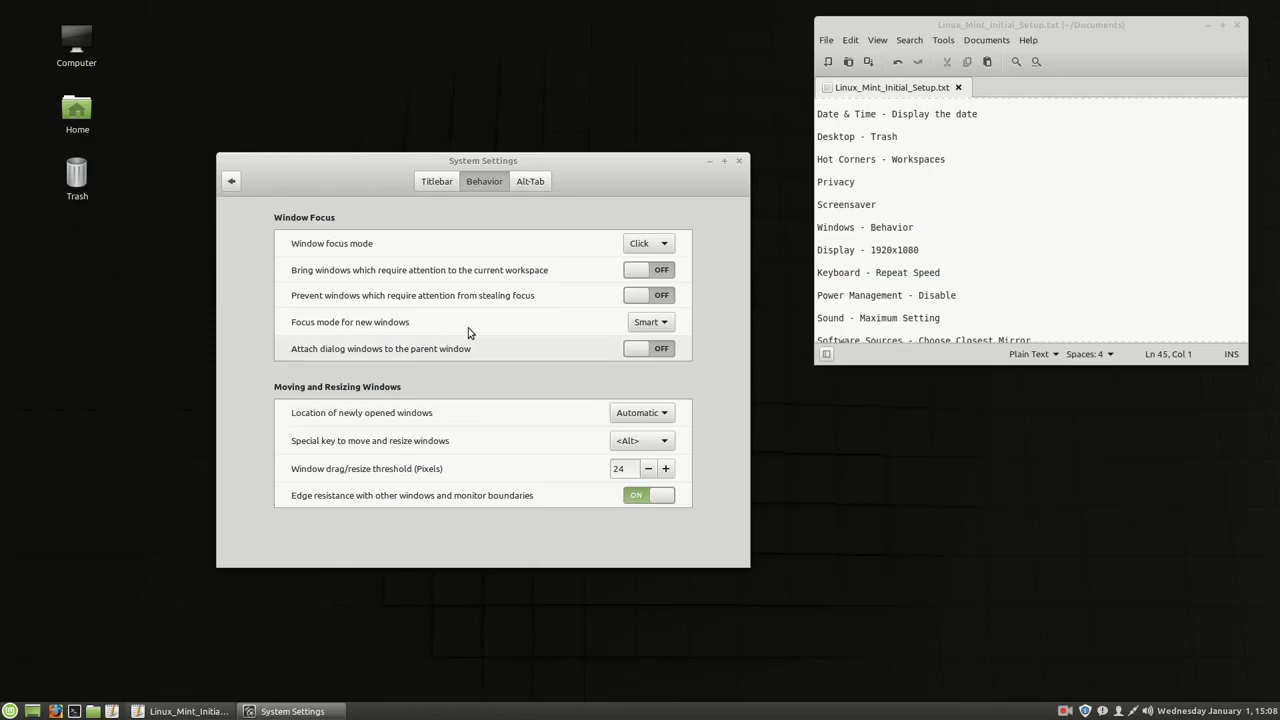 Computer
Home
Trash
System Settings
Titlebar
Behavior
Alt-Tab
Window Focus
Window focus mode
Click
Bring windows which require attention to the current workspace
OFF
Prevent windows which require attention from stealing focus
OFF
Focus mode for new windows
Smart
Attach dialog windows to the parent window
OFF
Moving and Resizing Windows
Location of newly opened windows
Automatic
Special key to move and resize windows
<Alt>
Window drag/resize threshold (Pixels)
24
Edge resistance with other windows and monitor boundaries
ON
Linux_Mint_Initial_Setup.txt (~/Documents)
File Edit View Search Tools Documents Help
Linux_Mint_Initial_Setup.txt
Date & Time - Display the date
Desktop - Trash
Hot Corners - Workspaces
Privacy
Screensaver
Windows - Behavior
Display - 1920x1080
Keyboard - Repeat Speed
Power Management - Disable
Sound - Maximum Setting
Software Sources - Choose Closest Mirror
Plain Text
Spaces: 4
Ln 45, Col 1
INS
Linux_Mint_Initia...
System Settings
Wednesday January 1, 15:08